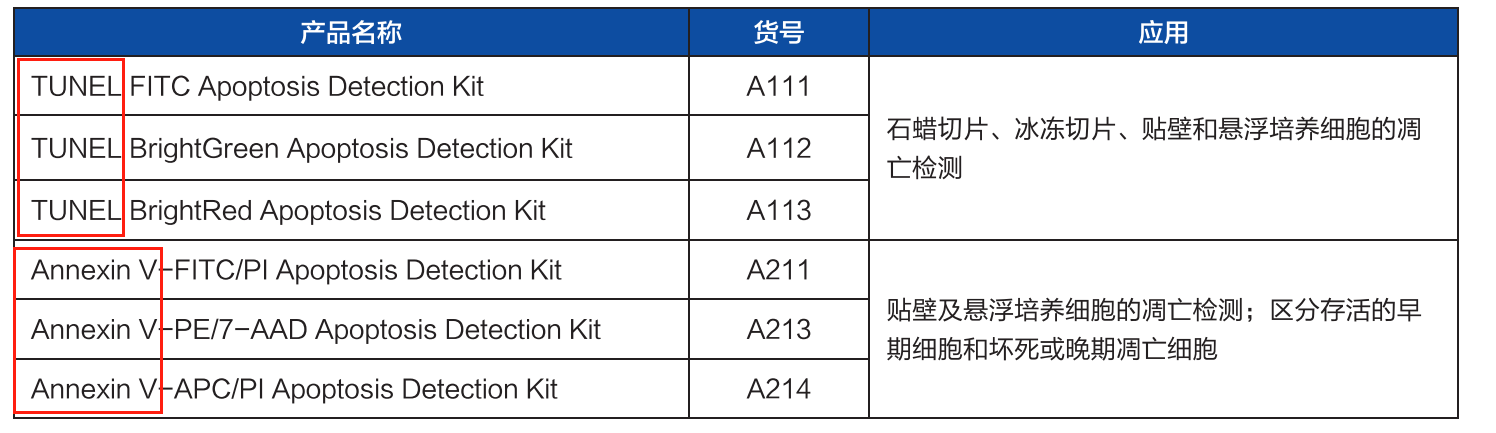 产品名称 货号 应用
TUNEL FITC Apoptosis Detection Kit A111
TUNEL BrightGreen Apoptosis Detection Kit A112
TUNEL BrightRed Apoptosis Detection Kit A113
石蜡切片、冰冻切片、贴壁和悬浮培养细胞的凋
亡检测
Annexin V-FITC/PI Apoptosis Detection Kit A211
Annexin V-PE/7-AAD Apoptosis Detection Kit A213
Annexin V-APC/PI Apoptosis Detection Kit A214
贴壁及悬浮培养细胞的凋亡检测；区分存活的早
期细胞和坏死或晚期凋亡细胞